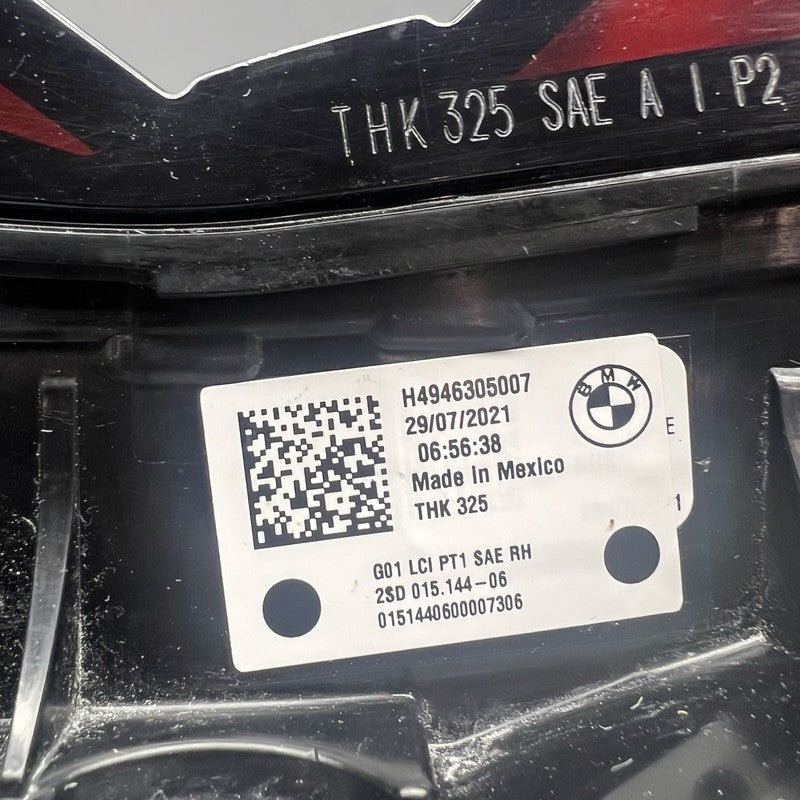 THK 325 SAE A I P2
H4946305007
BMW
29/07/2021
06:56:38
Made in Mexico
THK 325
E
1
G01 LCI PT1 SAE RH
2SD 015.144-06
0151440600007306